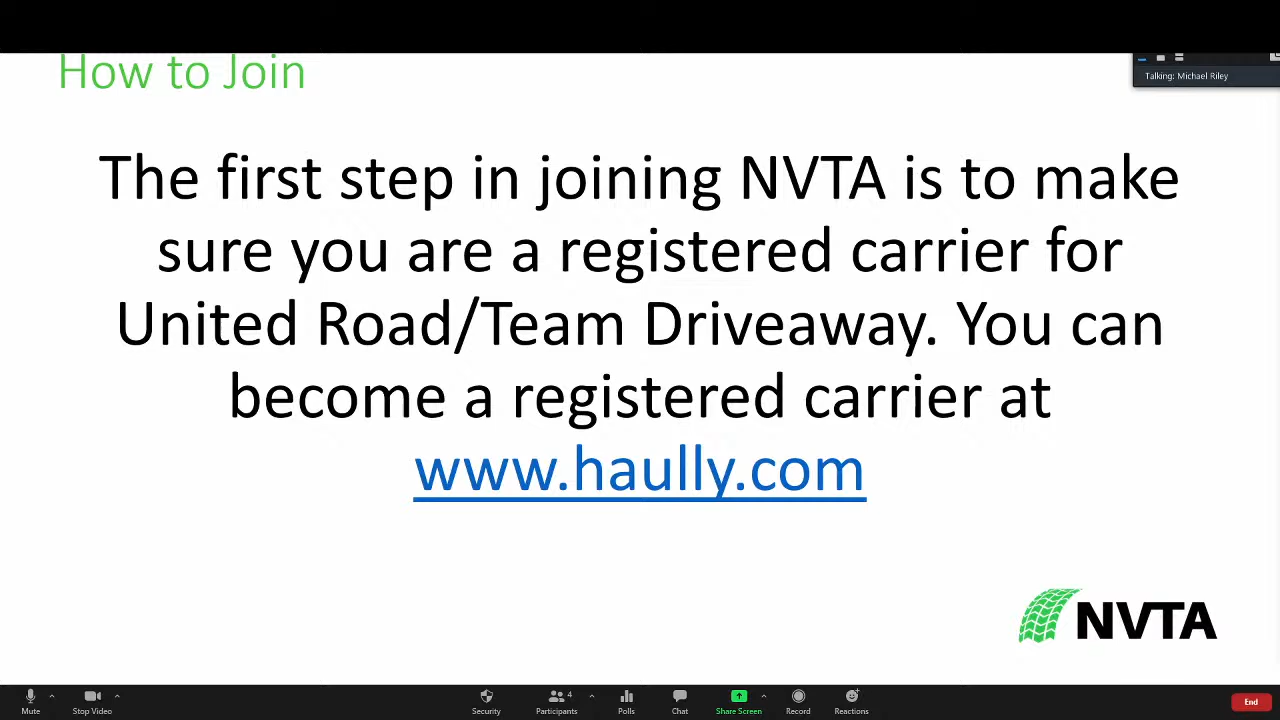 How to Join
Talking: Michael Riley
The first step in joining NVTA is to make
sure you are a registered carrier for
United Road/Team Driveaway. You can
become a registered carrier at
www.haully.com
NVTA
Mute
Stop Video
Security
4
Participants
Polls
Chat
Share Screen
Record
Reactions
End